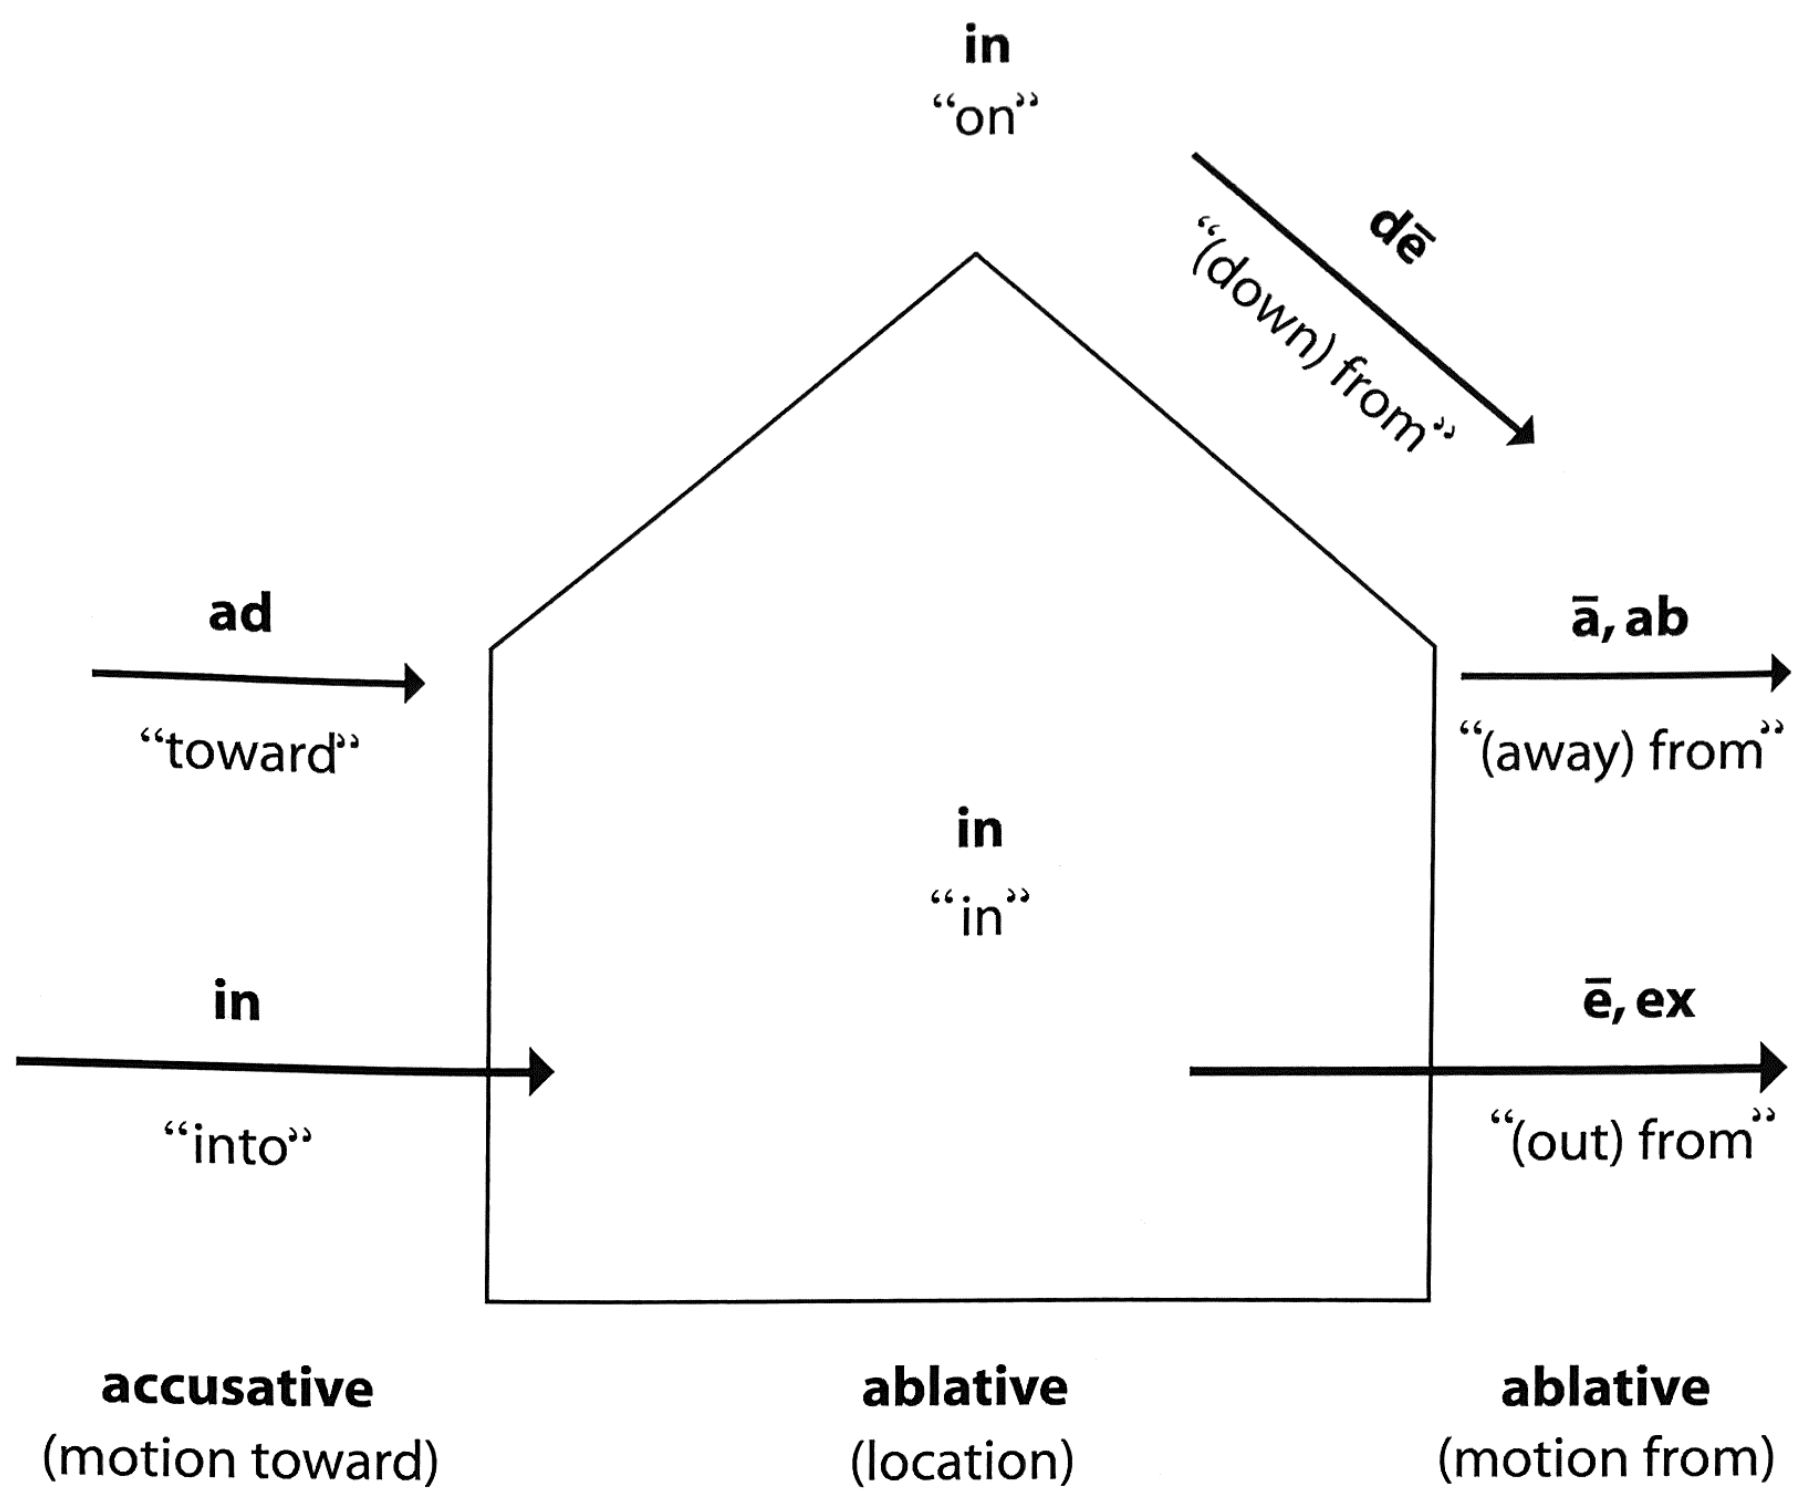 in
“on”
dē
“(down) from”
ad
“toward”
ā, ab
“(away) from”
in
“in”
in
“into”
ē, ex
“(out) from”
accusative
(motion toward)
ablative
(location)
ablative
(motion from)